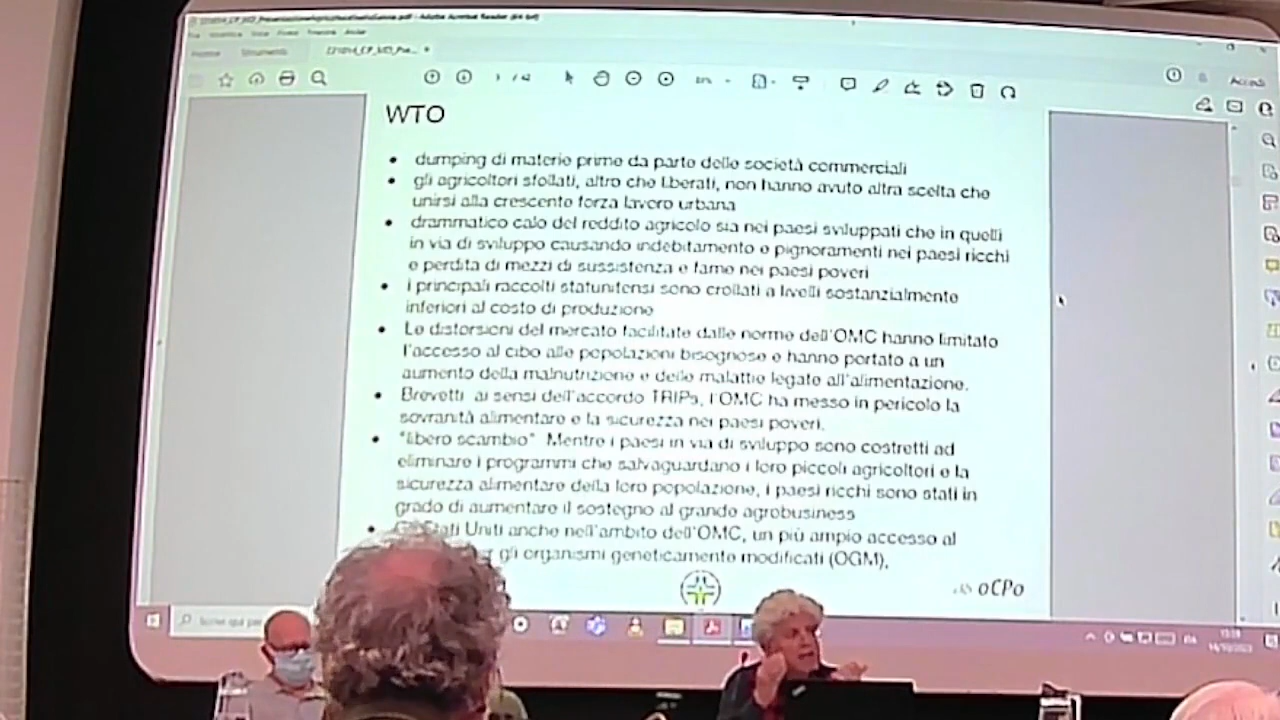 Adobe Acrobat Reader (64 bit)
Strumenti
Accedi
WTO
• dumping di materie prime da parte delle società commerciali
• gli agricoltori sfollati, altro che liberati, non hanno avuto altra scelta che
unirsi alla crescente forza lavoro urbana
• drammatico calo del reddito agricolo sia nei paesi sviluppati che in quelli
in via di sviluppo causando indebitamento e pignoramenti nei paesi ricchi
e perdita di mezzi di sussistenza e fame nei paesi poveri
• i principali raccolti statunitensi sono crollati a livelli sostanzialmente
inferiori al costo di produzione
• Le distorsioni del mercato facilitate dalle norme dell'OMC hanno limitato
l'accesso al cibo alle popolazioni bisognose e hanno portato a un
aumento della malnutrizione e delle malattie legate all'alimentazione.
• Brevetti ai sensi dell'accordo TRIPs, l'OMC ha messo in pericolo la
sovranità alimentare e la sicurezza nei paesi poveri.
• "libero scambio" Mentre i paesi in via di sviluppo sono costretti ad
eliminare i programmi che salvaguardano i loro piccoli agricoltori e la
sicurezza alimentare della loro popolazione, i paesi ricchi sono stati in
grado di aumentare il sostegno al grande agrobusiness
• Stati Uniti anche nell'ambito dell'OMC, un più ampio accesso al
gli organismi geneticamente modificati (OGM),
oCPo